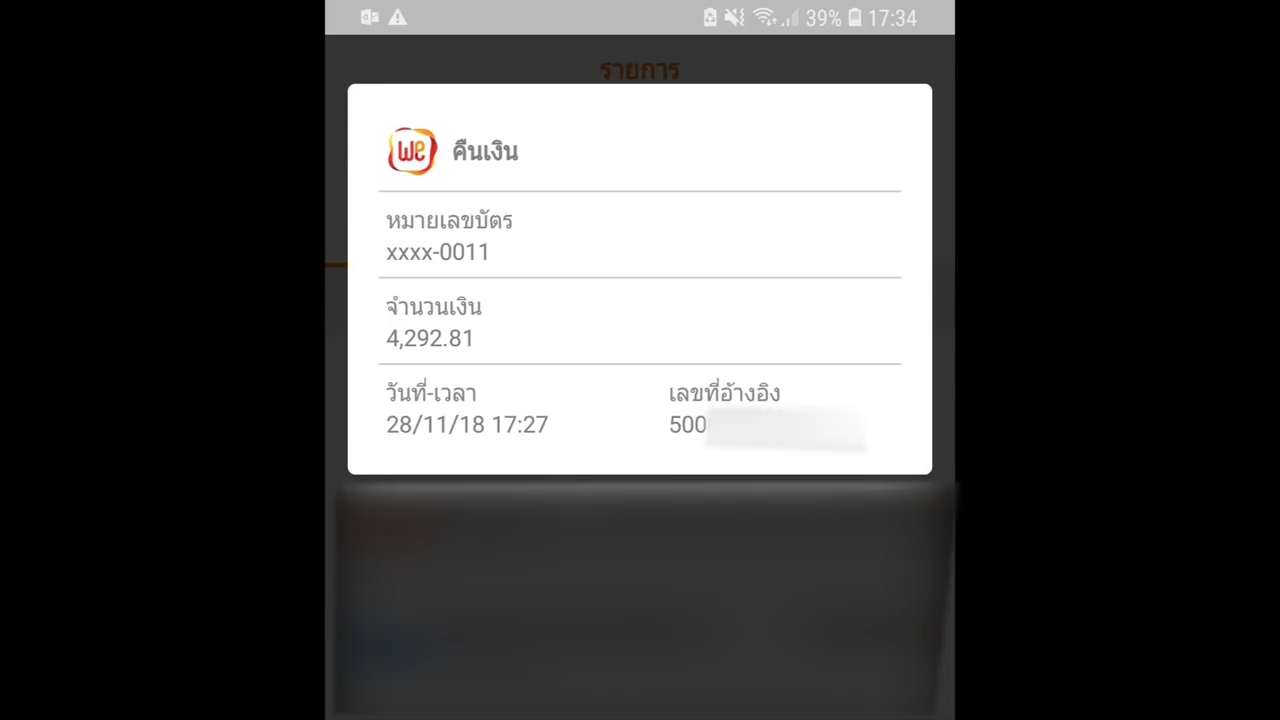 39% 17:34
รายการ
We คืนเงิน
หมายเลขบัตร
xxxx-0011
จำนวนเงิน
4,292.81
วันที่-เวลา เลขที่อ้างอิง
28/11/18 17:27 500